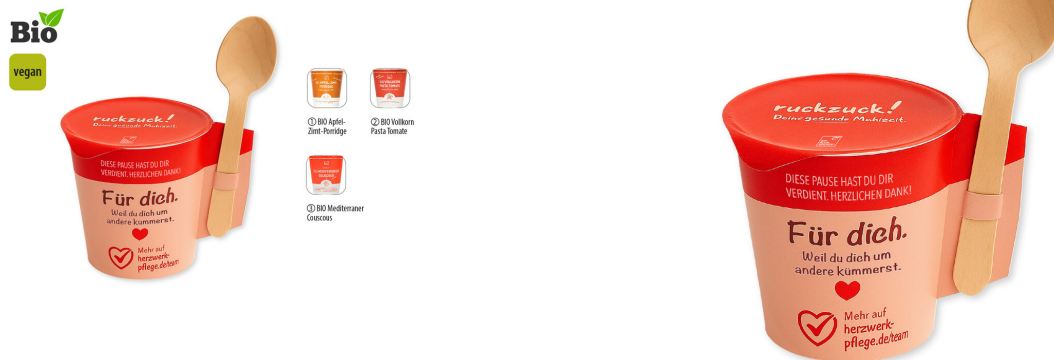 Bio
vegan
ruckzuck!
Deine gesunde Mahlzeit.
DIESE PAUSE HAST DU DIR
VERDIENT. HERZLICHEN DANK!
Für dich.
Weil du dich um
andere kümmerst.
Mehr auf
herzwerk-
pflege.de/team
① BIO Apfel-
Zimt-Porridge
② BIO Vollkorn
Pasta Tomate
③ BIO Mediterraner
Couscous
ruckzuck!
Deine gesunde Mahlzeit.
DIESE PAUSE HAST DU DIR
VERDIENT. HERZLICHEN DANK!
Für dich.
Weil du dich um
andere kümmerst.
Mehr auf
herzwerk-
pflege.de/team